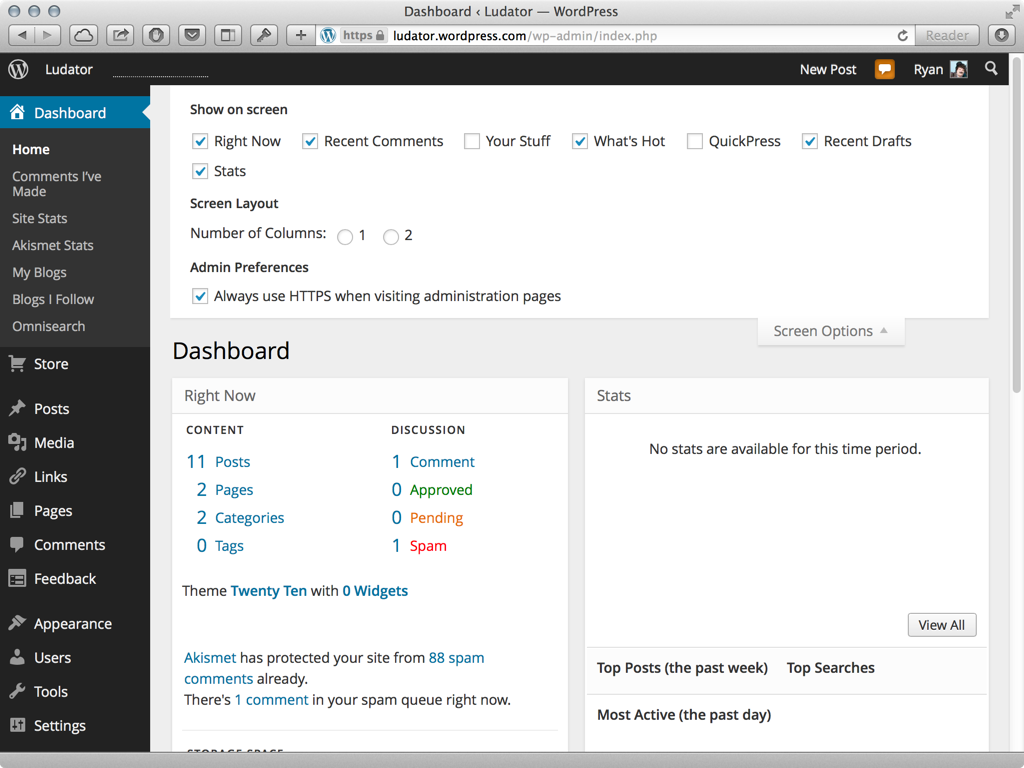 Dashboard ‹ Ludator — WordPress
https ludator.wordpress.com/wp-admin/index.php Reader
Ludator New Post Ryan
Dashboard
Home
Comments I've
Made
Site Stats
Akismet Stats
My Blogs
Blogs I Follow
Omnisearch
Store
Posts
Media
Links
Pages
Comments
Feedback
Appearance
Users
Tools
Settings
Show on screen
Right Now Recent Comments Your Stuff What's Hot QuickPress Recent Drafts
Stats
Screen Layout
Number of Columns: 1 2
Admin Preferences
Always use HTTPS when visiting administration pages
Screen Options
Dashboard
Right Now
CONTENT DISCUSSION
11 Posts 1 Comment
2 Pages 0 Approved
2 Categories 0 Pending
0 Tags 1 Spam
Theme Twenty Ten with 0 Widgets
Akismet has protected your site from 88 spam
comments already.
There's 1 comment in your spam queue right now.
STORAGE SPACE
Stats
No stats are available for this time period.
View All
Top Posts (the past week) Top Searches
Most Active (the past day)